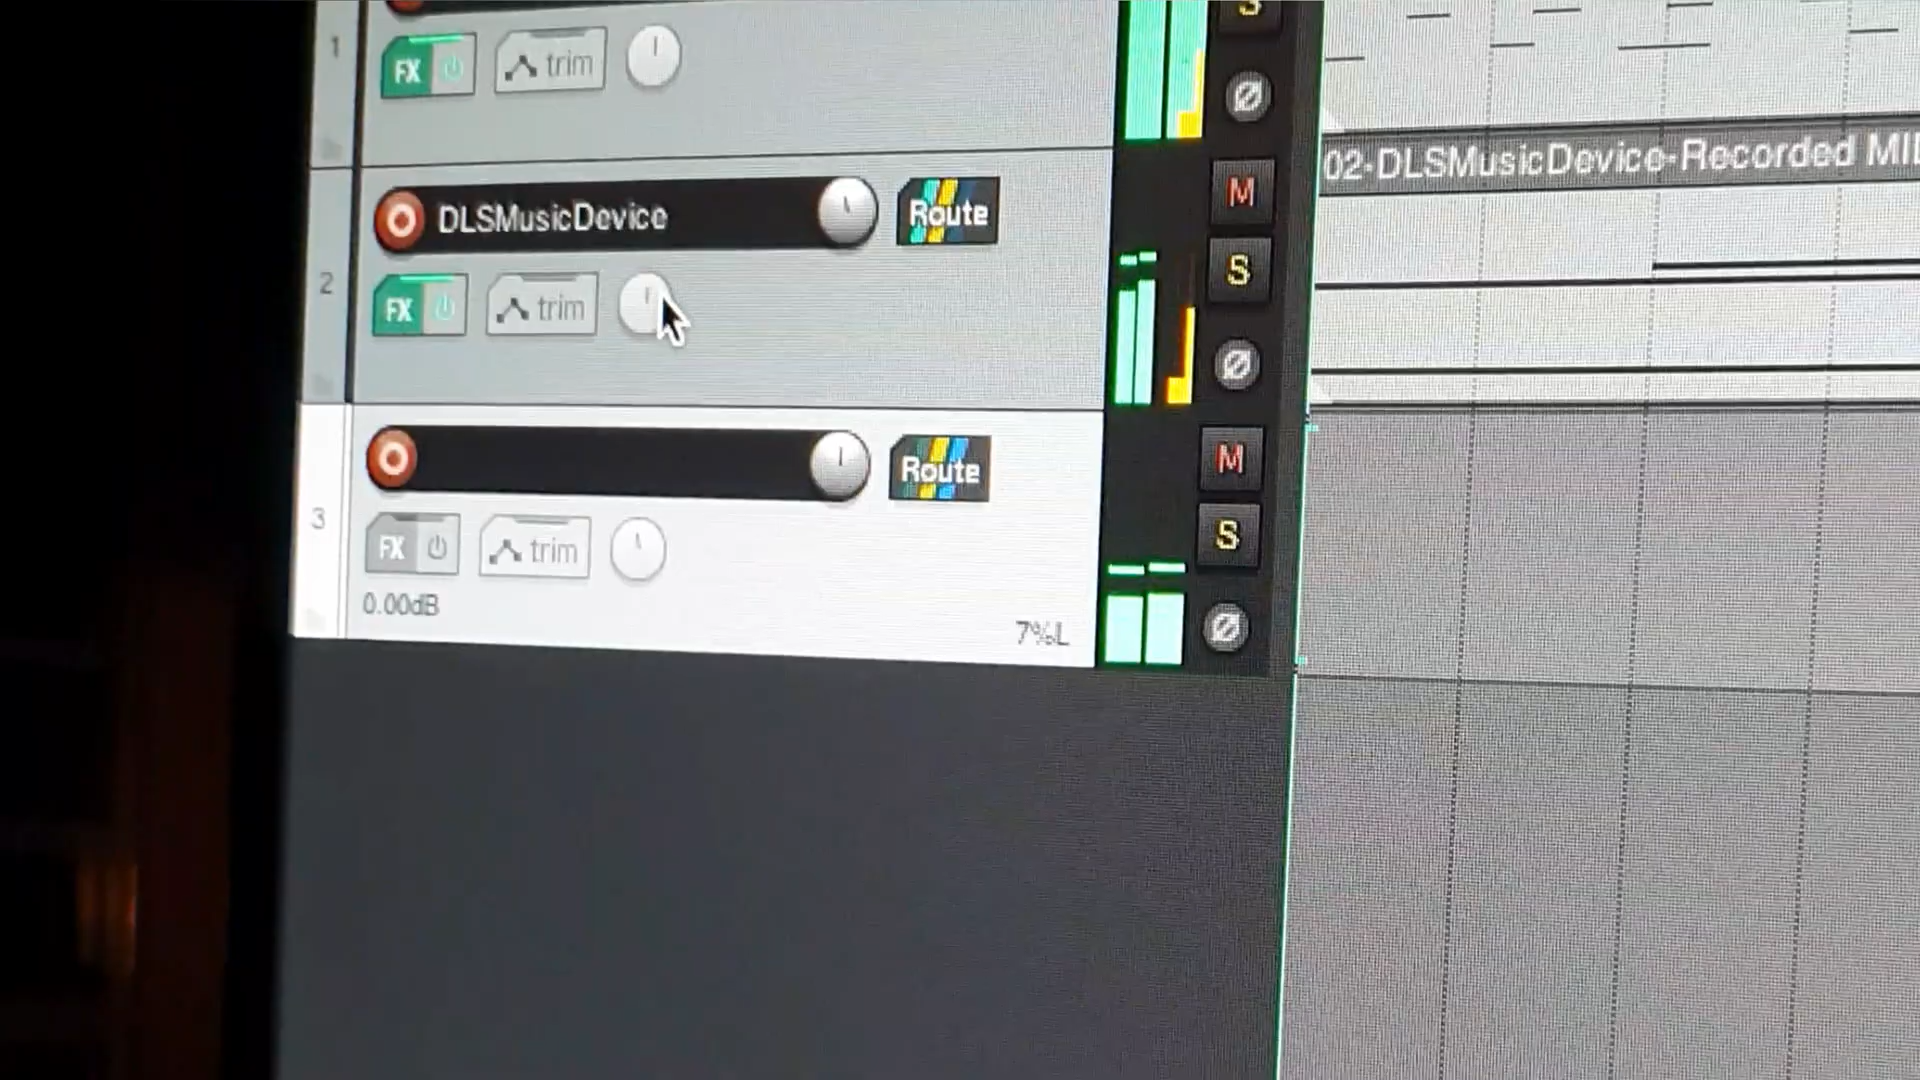 S
1
FX trim
02-DLSMusicDevice-Recorded MI
M
DLSMusicDevice Route
S
2
FX trim
M
Route
S
3
FX trim
0.00dB
7%L